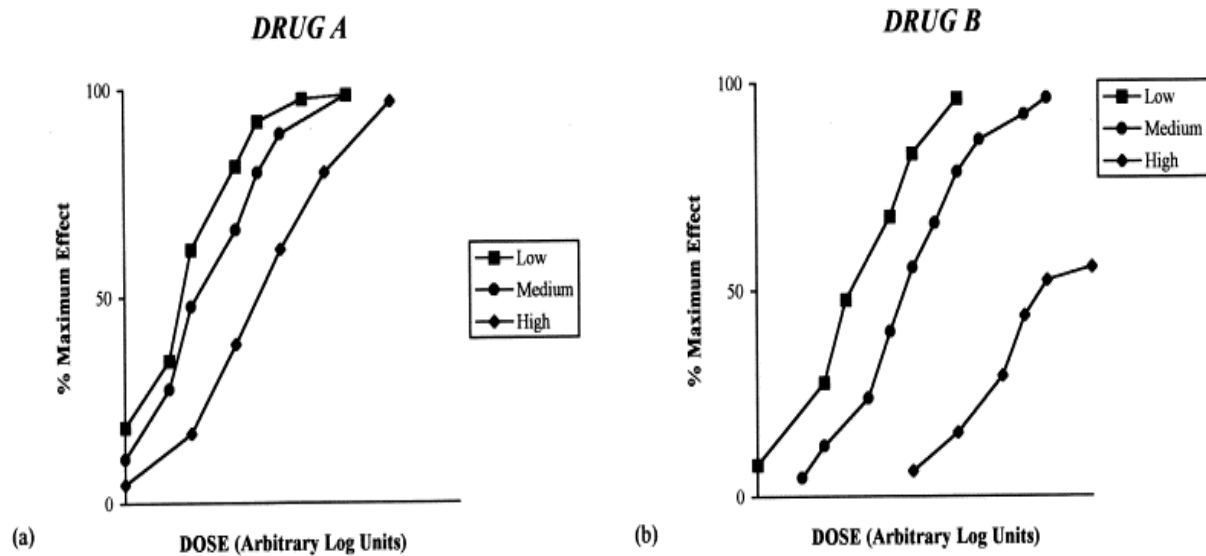 DRUG A
100
50
0
% Maximum Effect
Low
Medium
High
(a)
DOSE (Arbitrary Log Units)
DRUG B
100
50
0
% Maximum Effect
Low
Medium
High
(b)
DOSE (Arbitrary Log Units)